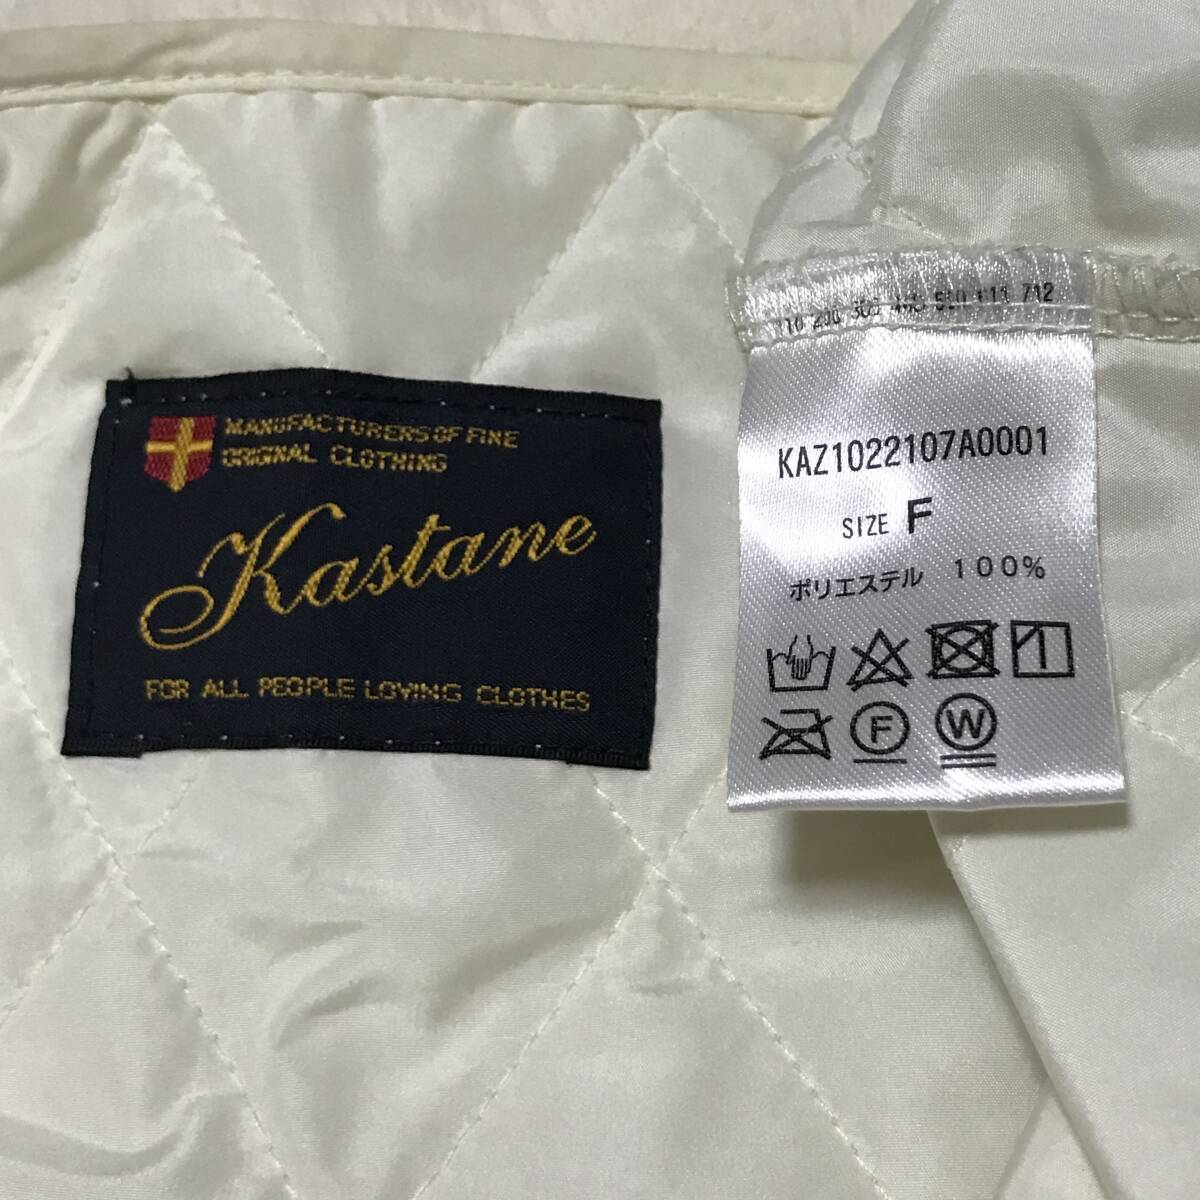 MANUFACTURERS OF FINE
ORIGINAL CLOTHING
Kastane
FOR ALL PEOPLE LOVING CLOTHES
712
KAZ1022107A0001
SIZE F
ポリエステル 100%
F
W